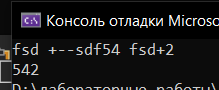 Консоль отладки Microso
fsd +--sdf54 fsd+2
542
D:\лабораторные работы\